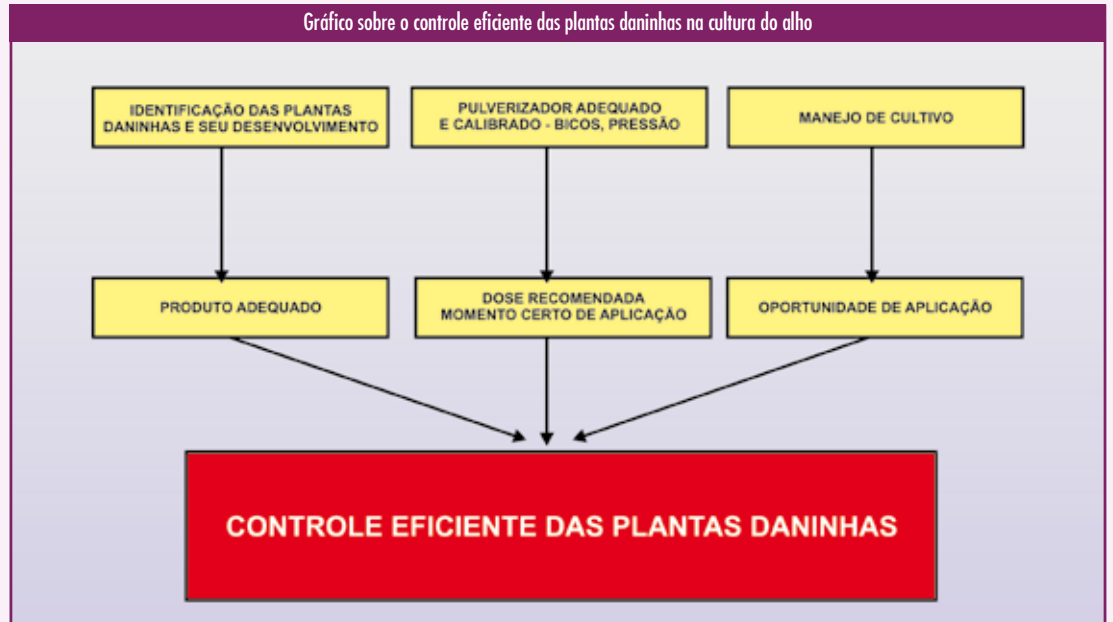 Gráfico sobre o controle eficiente das plantas daninhas na cultura do alho
IDENTIFICAÇÃO DAS PLANTAS
DANINHAS E SEU DESENVOLVIMENTO
PULVERIZADOR ADEQUADO
E CALIBRADO - BICOS, PRESSÃO
MANEJO DE CULTIVO
PRODUTO ADEQUADO
DOSE RECOMENDADA
MOMENTO CERTO DE APLICAÇÃO
OPORTUNIDADE DE APLICAÇÃO
CONTROLE EFICIENTE DAS PLANTAS DANINHAS